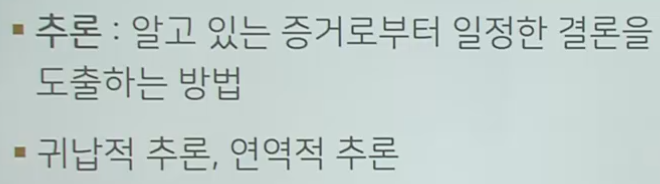 ▪ 추론 : 알고 있는 증거로부터 일정한 결론을
도출하는 방법
▪ 귀납적 추론, 연역적 추론